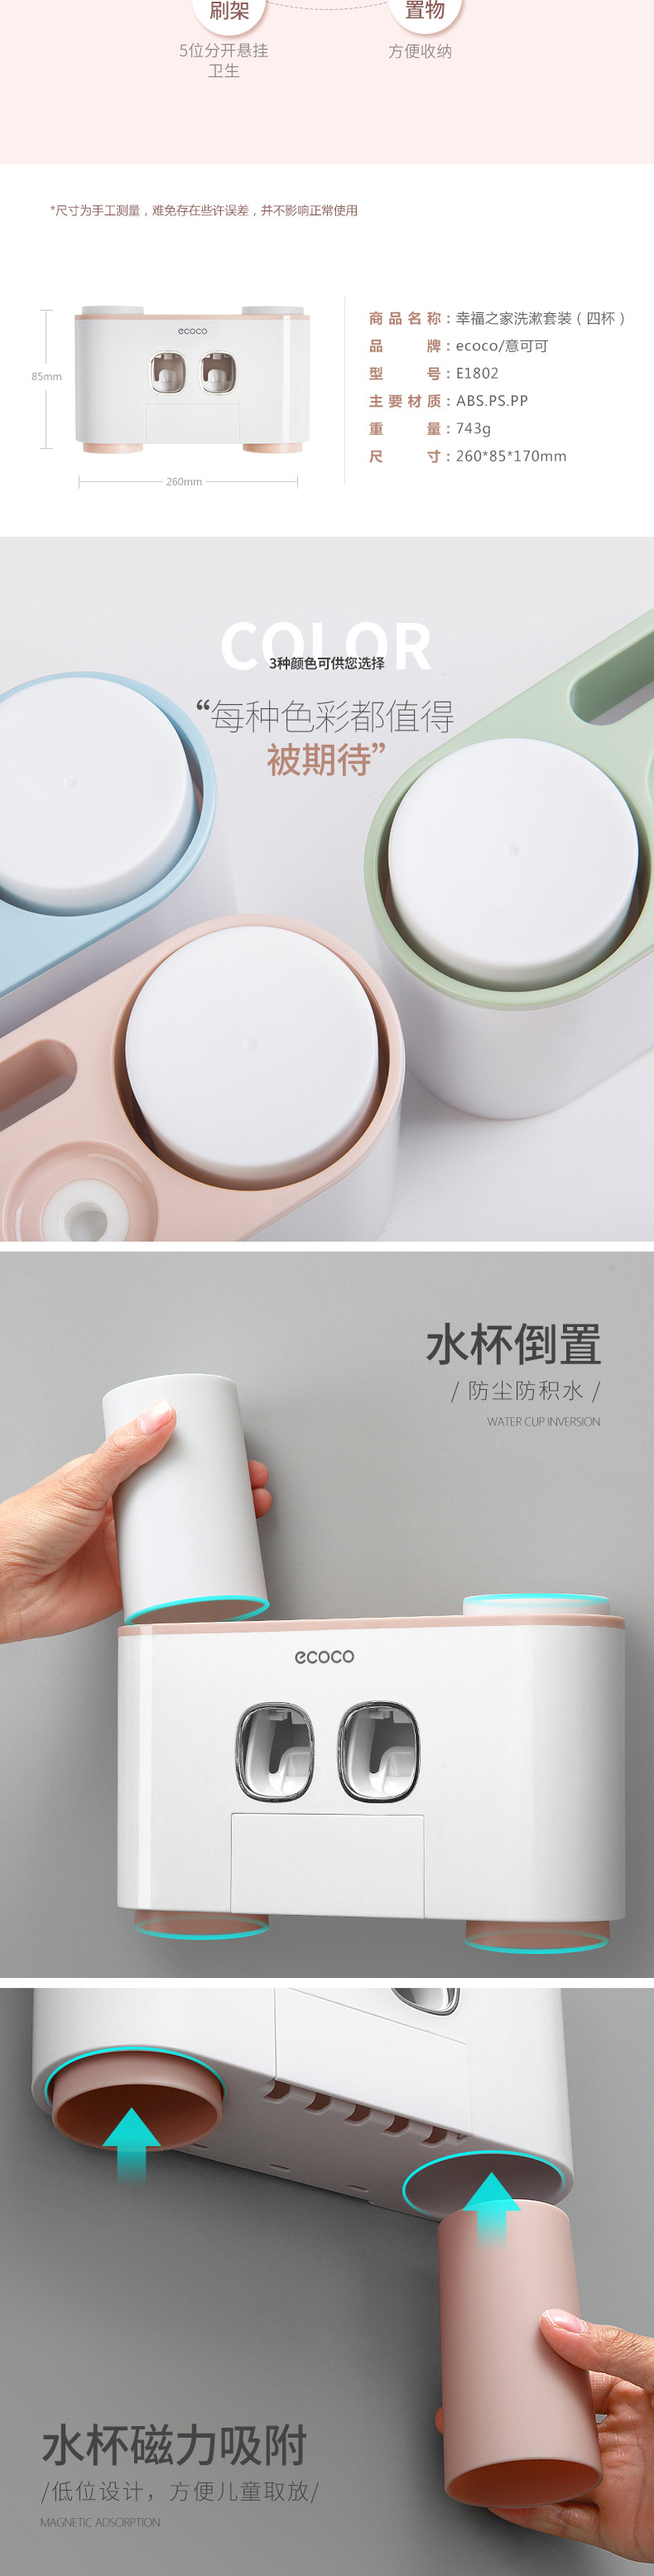 刷架
置物
5位分开悬挂
卫生
方便收纳
*尺寸为手工测量，难免存在些许误差，并不影响正常使用
ecoco
85mm
260mm
商品名称：幸福之家洗漱套装（四杯）
品牌：ecoco/意可可
型号：E1802
主要材质：ABS.PS.PP
重量：743g
尺寸：260*85*170mm
COLOR
3种颜色可供您选择
“每种色彩都值得
被期待”
水杯倒置
/ 防尘防积水 /
WATER CUP INVERSION
ecoco
水杯磁力吸附
/低位设计，方便儿童取放/
MAGNETIC ADSORPTION